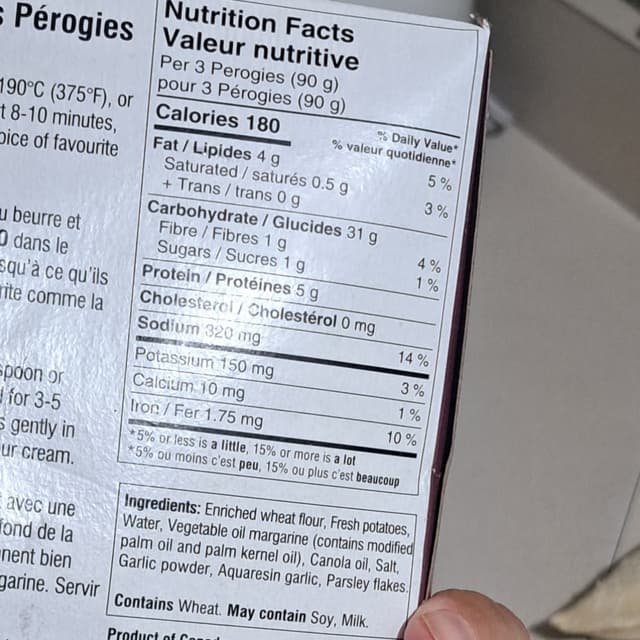 Pérogies
190°C (375°F), or
8-10 minutes,
of favourite
beurre et
dans le
qu'à ce qu'ils
comme la
or
for 3-5
gently in
cream.
avec une
fond de la
bien
Servir
Nutrition Facts
Valeur nutritive
Per 3 Perogies (90 g)
pour 3 Pérogies (90 g)
Calories 180
% Daily Value*
% valeur quotidienne*
Fat / Lipides 4 g 5 %
Saturated / saturés 0.5 g 3 %
+ Trans / trans 0 g
Carbohydrate / Glucides 31 g
Fibre / Fibres 1 g 4 %
Sugars / Sucres 1 g 1 %
Protein / Protéines 5 g
Cholesterol / Cholestérol 0 mg
Sodium 320 mg 14 %
Potassium 150 mg 3 %
Calcium 10 mg 1 %
Iron / Fer 1.75 mg 10 %
*5% or less is a little, 15% or more is a lot
*5% ou moins c'est peu, 15% ou plus c'est beaucoup
Ingredients: Enriched wheat flour, Fresh potatoes,
Water, Vegetable oil margarine (contains modified
palm oil and palm kernel oil), Canola oil, Salt,
Garlic powder, Aquaresin garlic, Parsley flakes.
Contains Wheat. May contain Soy, Milk.
Product of